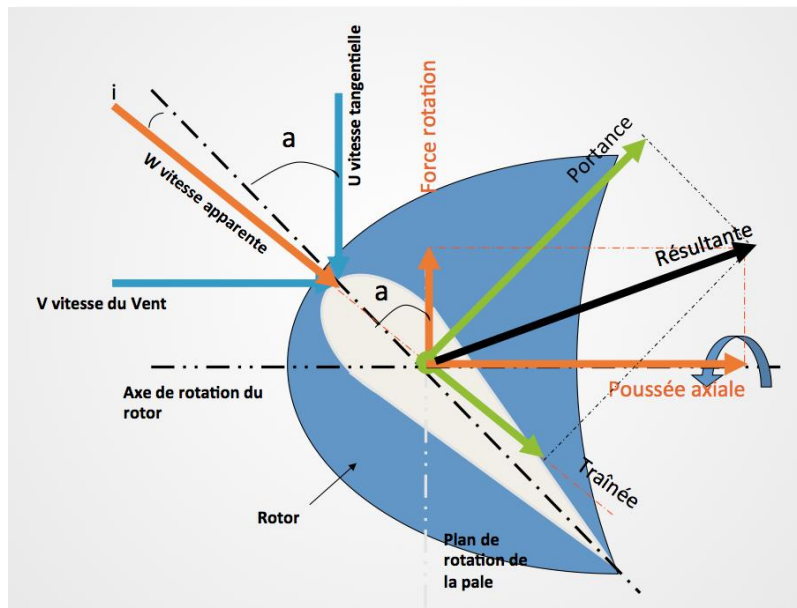 i
a
U vitesse tangentielle
W vitesse apparente
V vitesse du Vent
Force rotation
Portance
Résultante
a
Axe de rotation du
rotor
Poussée axiale
Traînée
Rotor
Plan de
rotation de
la pale